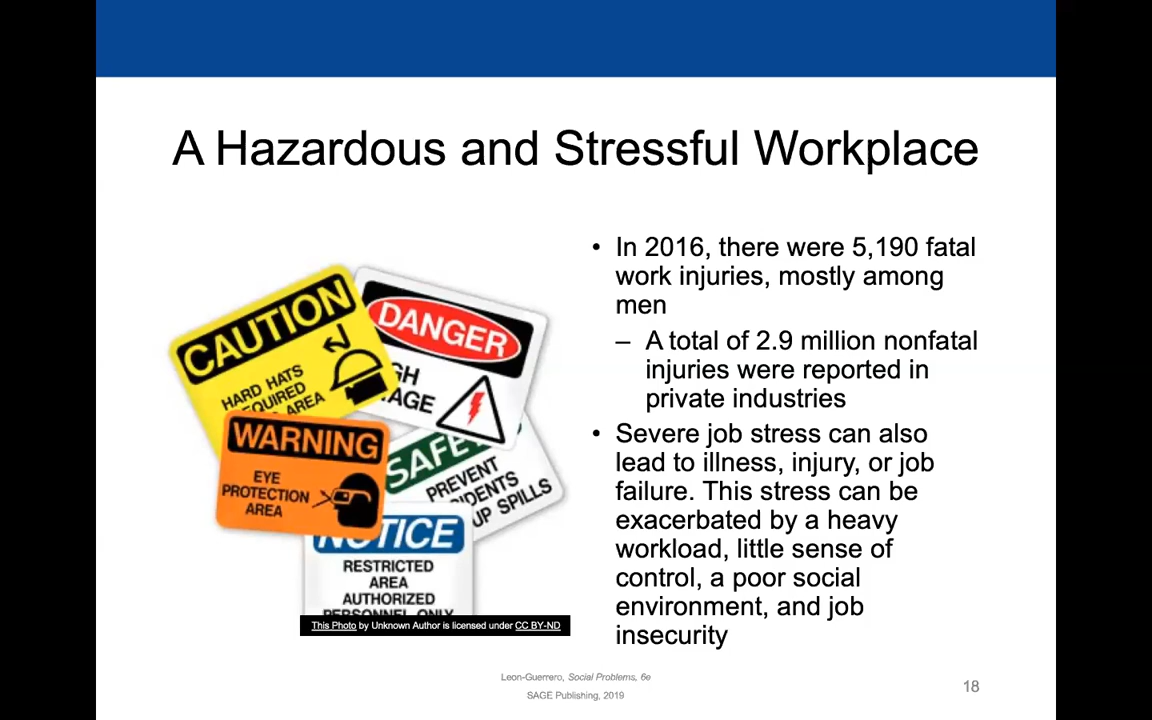 A Hazardous and Stressful Workplace
CAUTION
HARD HATS
AREA
DANGER
WARNING
EYE
PROTECTION
AREA
PREVENT
UP SPILLS
NOTICE
RESTRICTED
AREA
AUTHORIZED
PERSONNEL ONLY
This Photo by Unknown Author is licensed under CC BY-ND
• In 2016, there were 5,190 fatal
work injuries, mostly among
men
– A total of 2.9 million nonfatal
injuries were reported in
private industries
• Severe job stress can also
lead to illness, injury, or job
failure. This stress can be
exacerbated by a heavy
workload, little sense of
control, a poor social
environment, and job
insecurity
Leon-Guerrero, Social Problems, 6e
SAGE Publishing, 2019
18